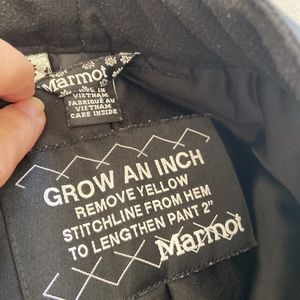 Marmot
MADE IN
VIETNAM
FABRIQUÉ AU
VIETNAM
CARE INSIDE
GROW AN INCH
REMOVE YELLOW
STITCHLINE FROM HEM
TO LENGTHEN PANT 2"
Marmot